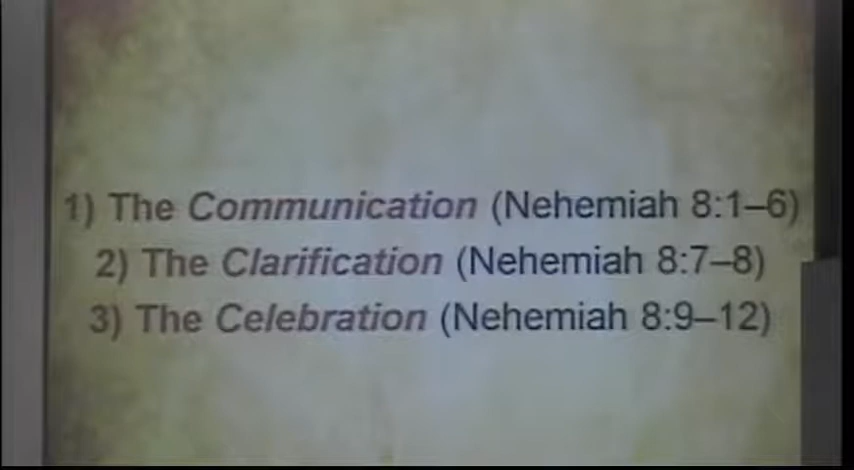 1) The Communication (Nehemiah 8:1–6)
2) The Clarification (Nehemiah 8:7–8)
3) The Celebration (Nehemiah 8:9–12)